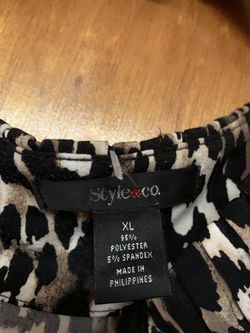 Style&co.
XL
95%
POLYESTER
5% SPANDEX
MADE IN
PHILIPPINES